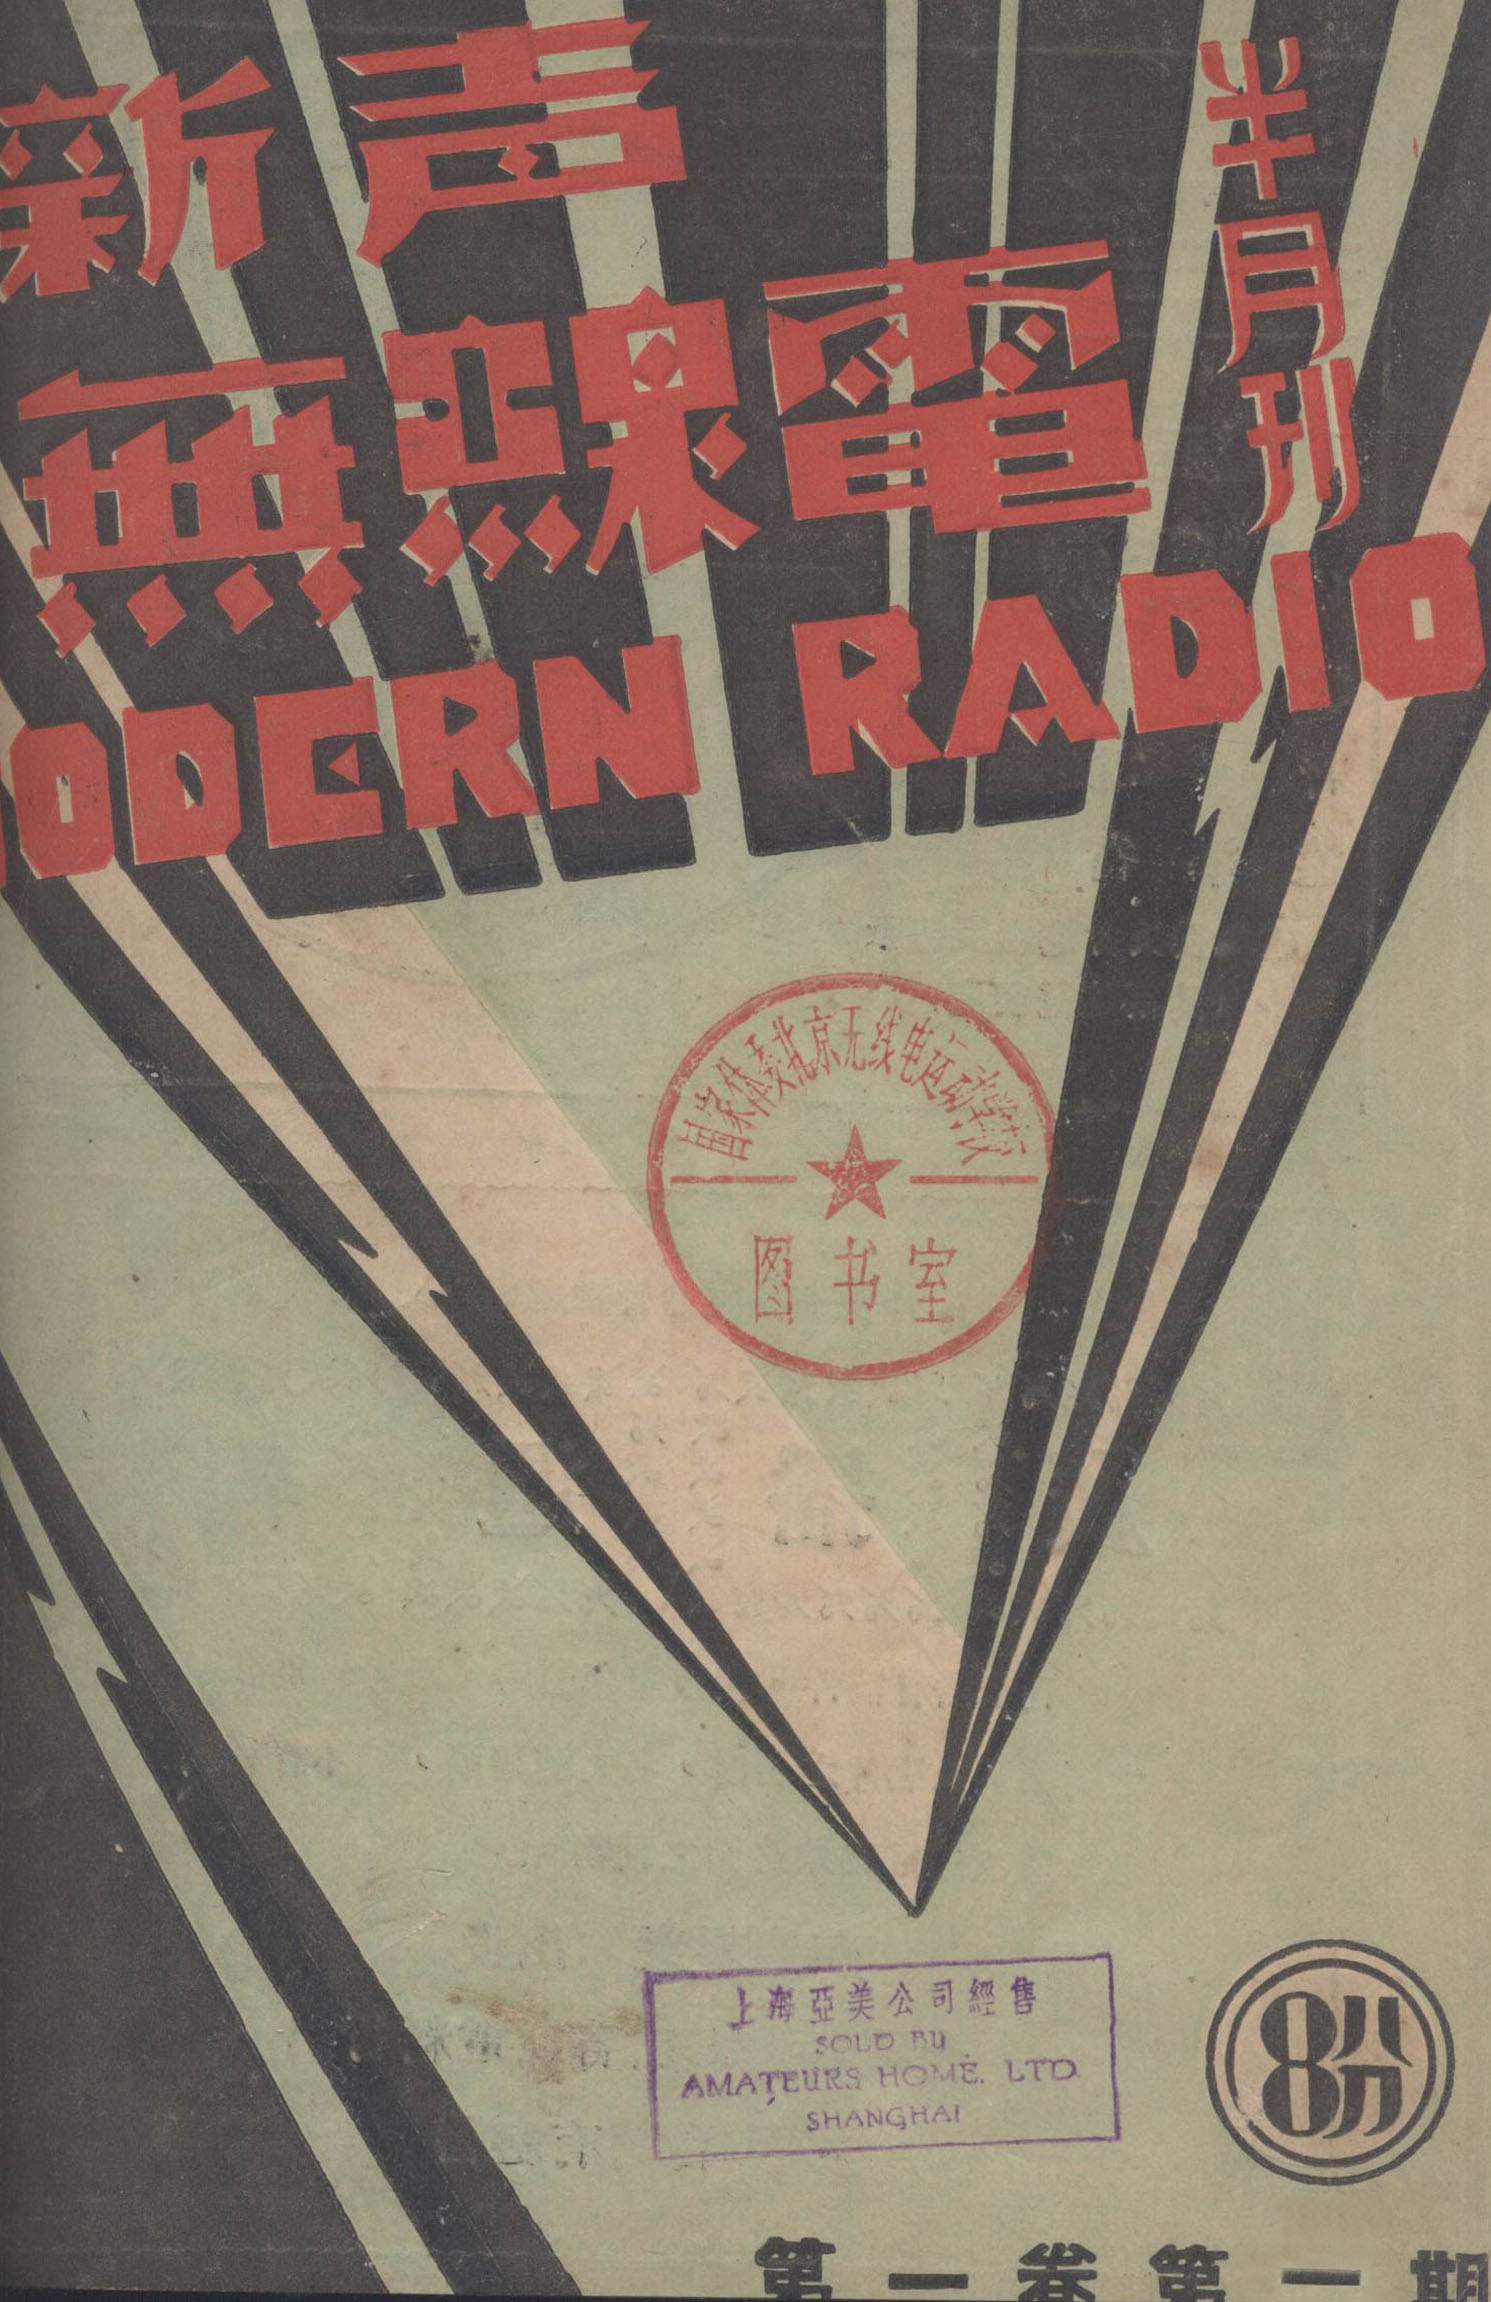 新声
無線電
半月刊
MODERN RADIO
国家体委北京无线电运动学校
图书室
上海亞美公司經售
SOLD BY
AMATEURS HOME. LTD.
SHANGHAI
8分
第一卷第一期